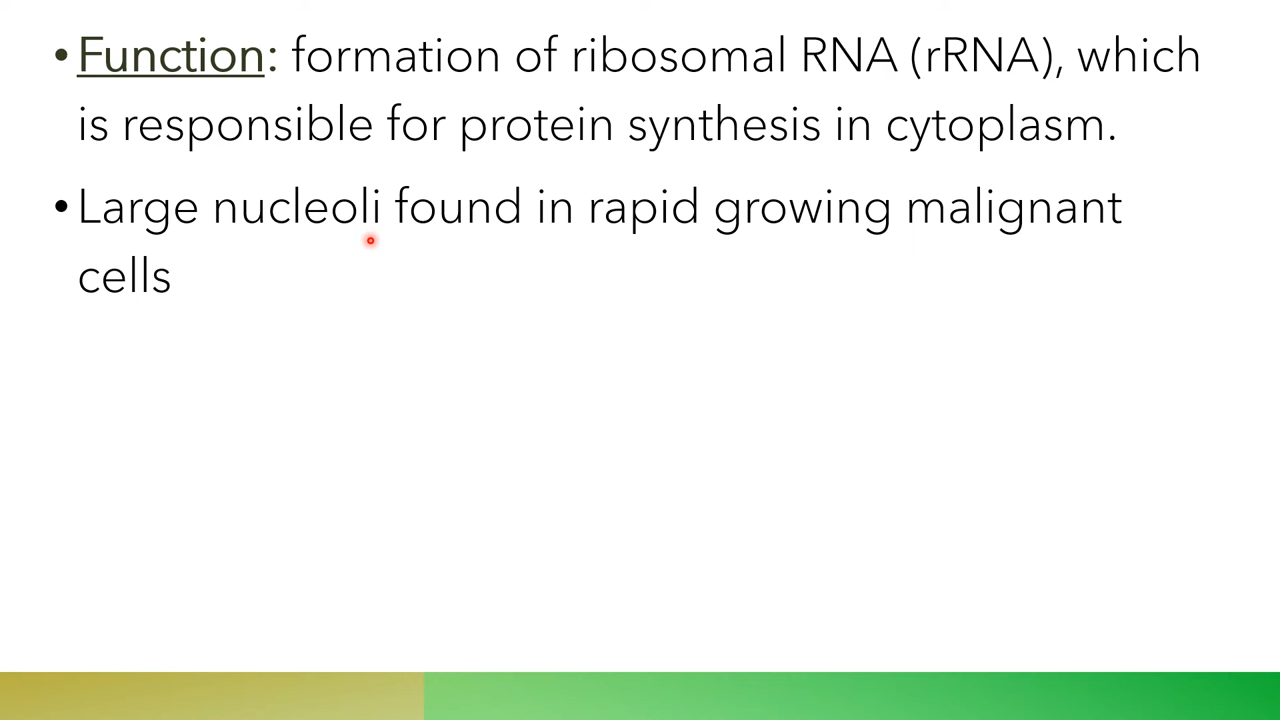 • Function: formation of ribosomal RNA (rRNA), which
is responsible for protein synthesis in cytoplasm.
• Large nucleoli found in rapid growing malignant
cells